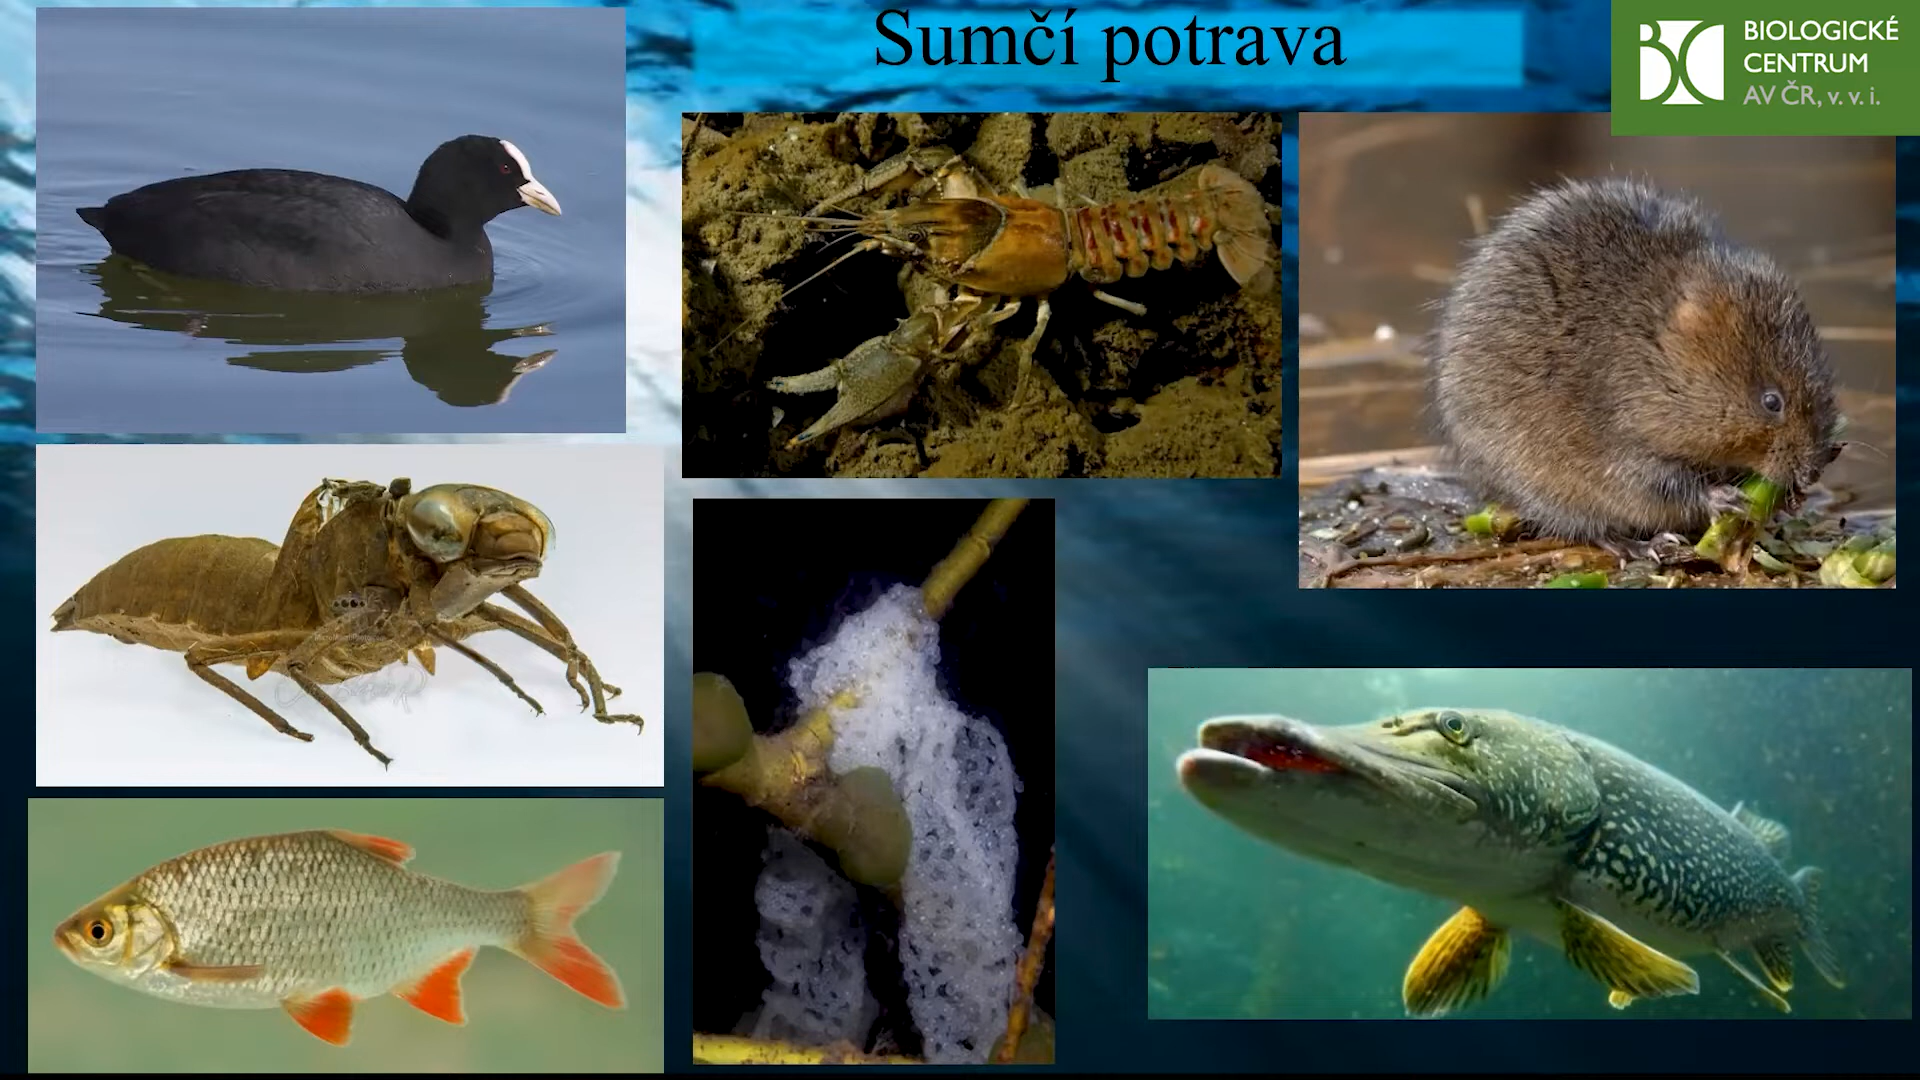 Sumčí potrava
BIOLOGICKÉ
CENTRUM
AV ČR, v. v. i.